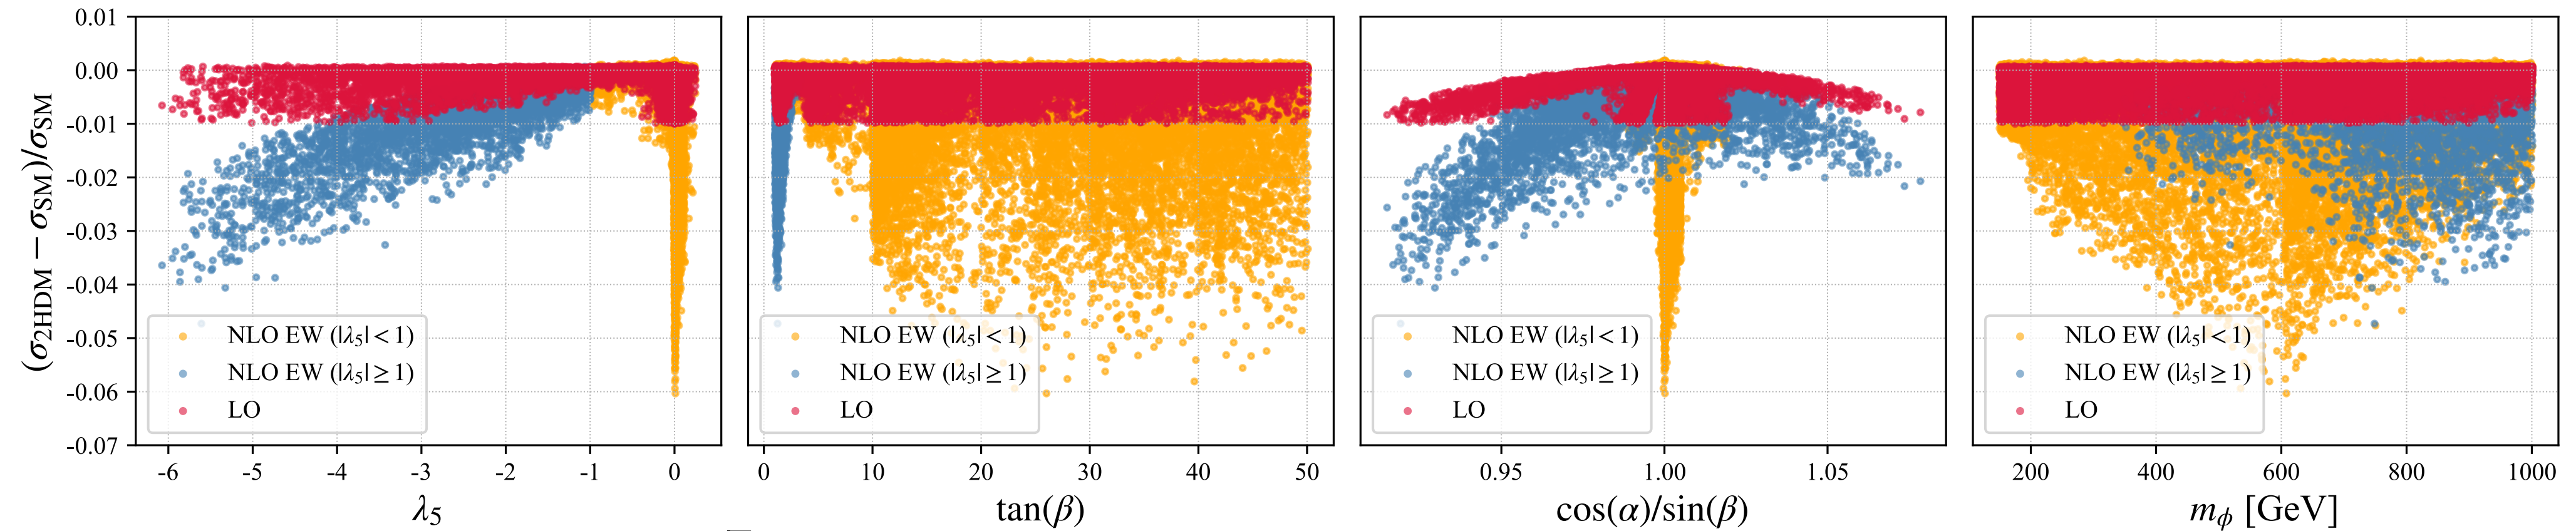 (σ2HDM − σSM)/σSM
0.01
0.00
-0.01
-0.02
-0.03
-0.04
-0.05
-0.06
-0.07
NLO EW (|λ5| < 1)
NLO EW (|λ5| ≥ 1)
LO
-6 -5 -4 -3 -2 -1 0
λ5
NLO EW (|λ5| < 1)
NLO EW (|λ5| ≥ 1)
LO
0 10 20 30 40 50
tan(β)
NLO EW (|λ5| < 1)
NLO EW (|λ5| ≥ 1)
LO
0.95 1.00 1.05
cos(α)/sin(β)
NLO EW (|λ5| < 1)
NLO EW (|λ5| ≥ 1)
LO
200 400 600 800 1000
mϕ [GeV]